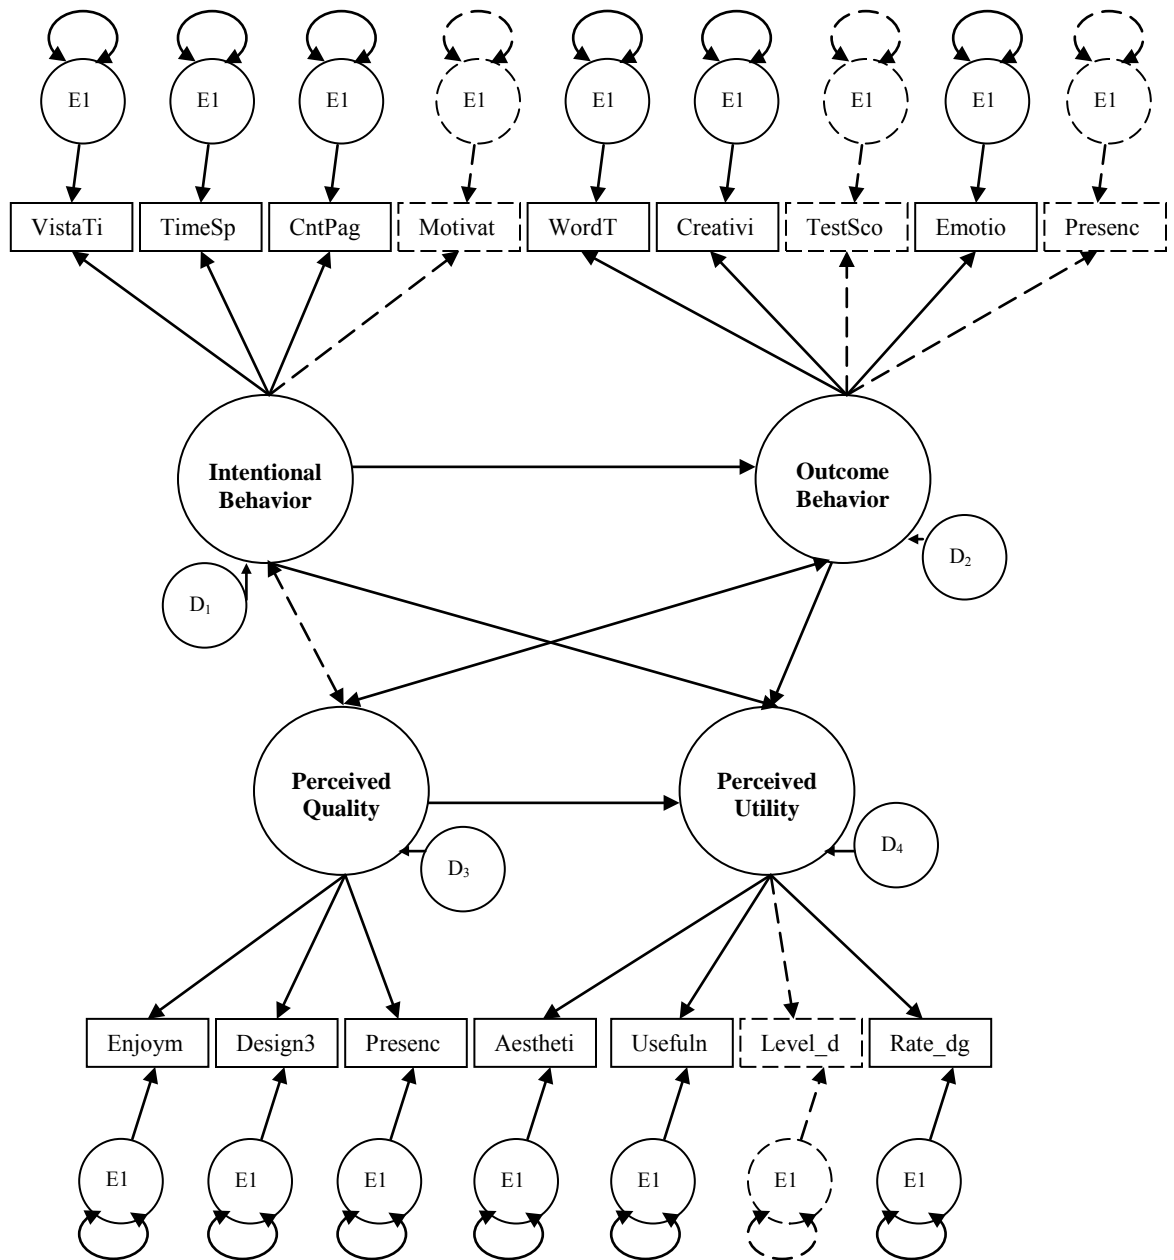 E1 E1 E1 E1 E1 E1 E1 E1 E1
VistaTi TimeSp CntPag Motivat WordT Creativi TestSco Emotio Presenc
Intentional
Behavior
Outcome
Behavior
D2
D1
Perceived
Quality
Perceived
Utility
D4
D3
Enjoym Design3 Presenc Aestheti Usefuln Level_d Rate_dg
E1 E1 E1 E1 E1 E1 E1